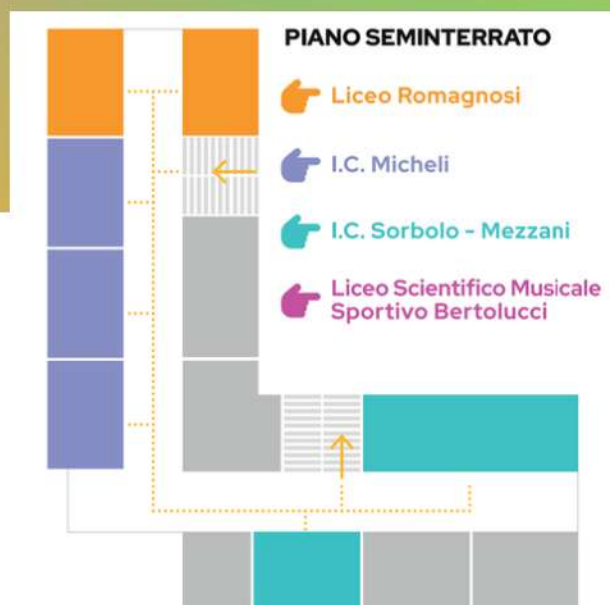 PIANO SEMINTERRATO
Liceo Romagnosi
I.C. Micheli
I.C. Sorbolo - Mezzani
Liceo Scientifico Musicale
Sportivo Bertolucci